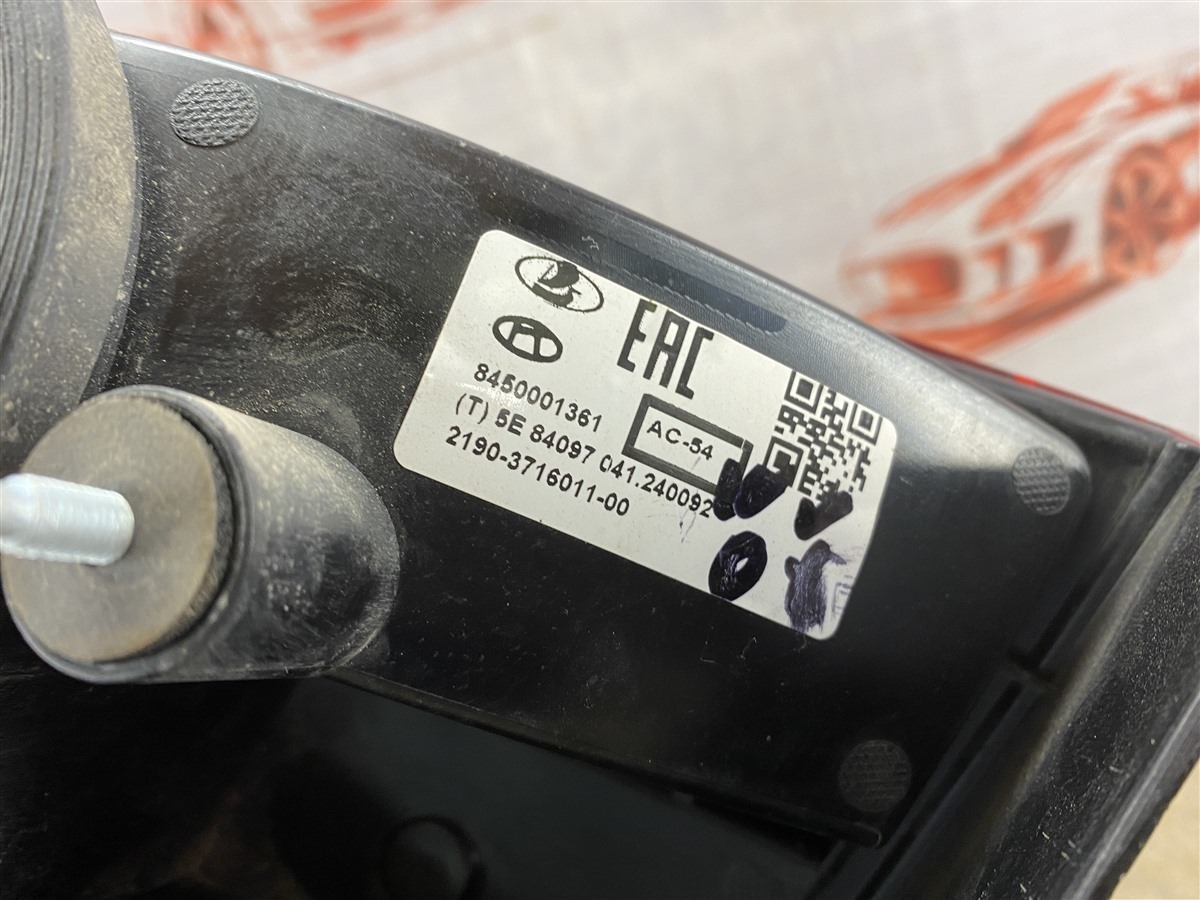 EAC
8450001361
AC-54
(T) 5E 84097 041.240092
2190-3716011-00